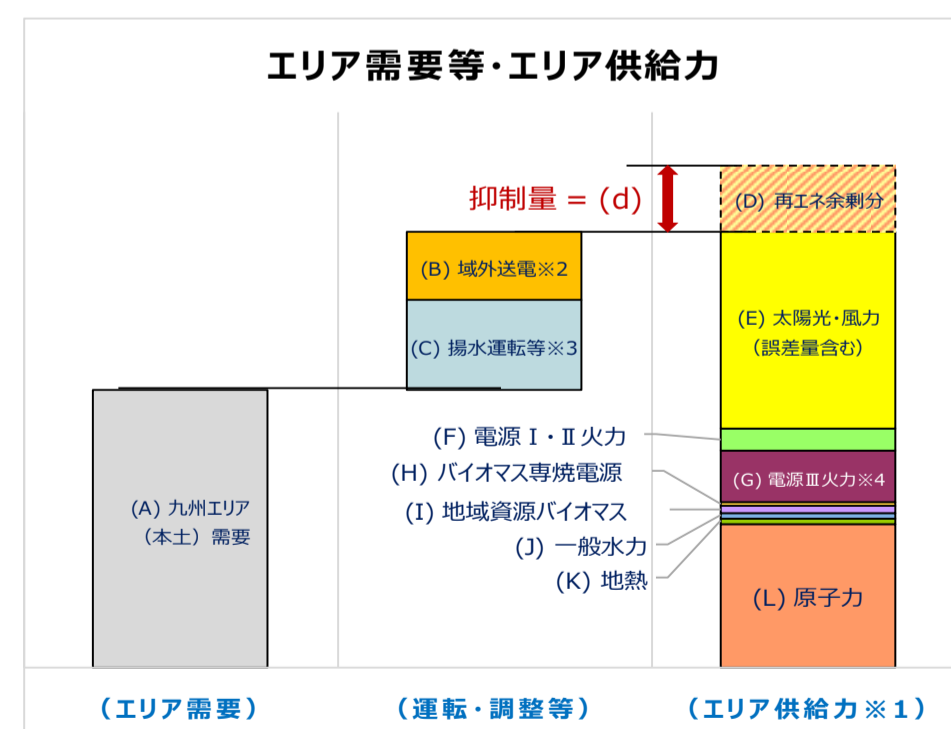 エリア需要等・エリア供給力
抑制量 = (d)
(D) 再エネ余剰分
(B) 域外送電※2
(C) 揚水運転等※3
(E) 太陽光・風力
（誤差量含む）
(F) 電源Ⅰ・Ⅱ火力
(H) バイオマス専焼電源
(G) 電源Ⅲ火力※4
(A) 九州エリア
（本土）需要
(I) 地域資源バイオマス
(J) 一般水力
(K) 地熱
(L) 原子力
（エリア需要）
（運転・調整等）
（エリア供給力※1）